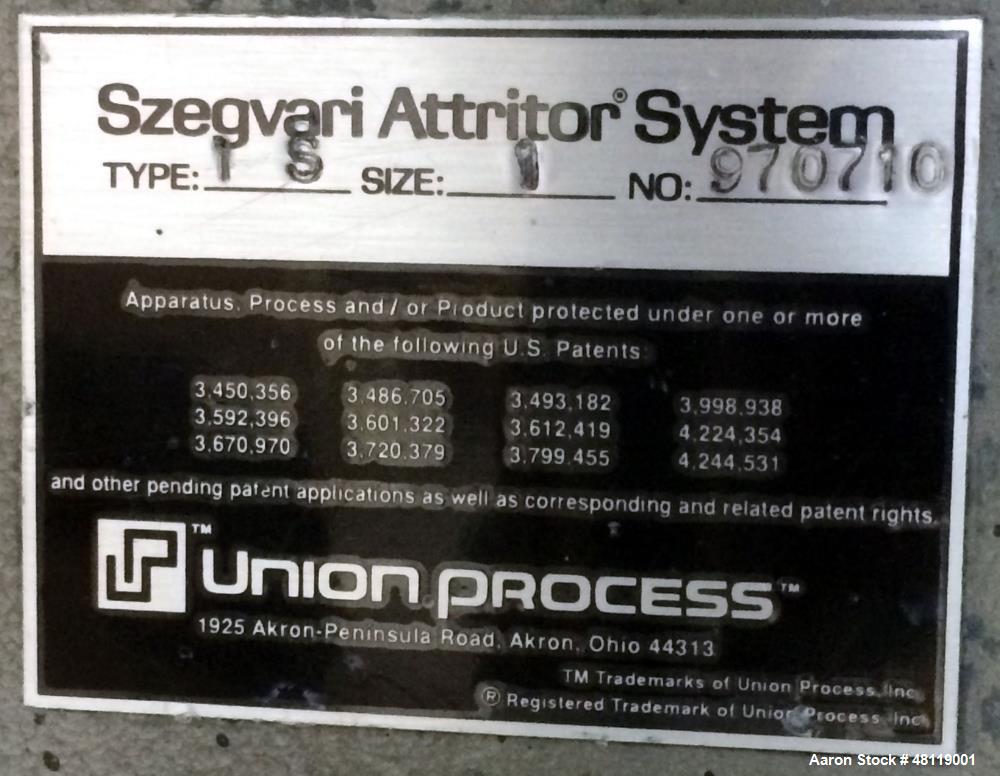 Szegvari Attritor® System
TYPE: 1 S SIZE: 1 NO: 970710
Apparatus, Process and / or Product protected under one or more
of the following U.S. Patents:
3,450,356 3,486,705 3,493,182 3,998,938
3,592,396 3,601,322 3,612,419 4,224,354
3,670,970 3,720,379 3,799,455 4,244,531
and other pending patent applications as well as corresponding and related patent rights.
™ UNION PROCESS™
1925 Akron-Peninsula Road, Akron, Ohio 44313
TM Trademarks of Union Process, Inc.
® Registered Trademark of Union Process, Inc.
Aaron Stock # 48119001